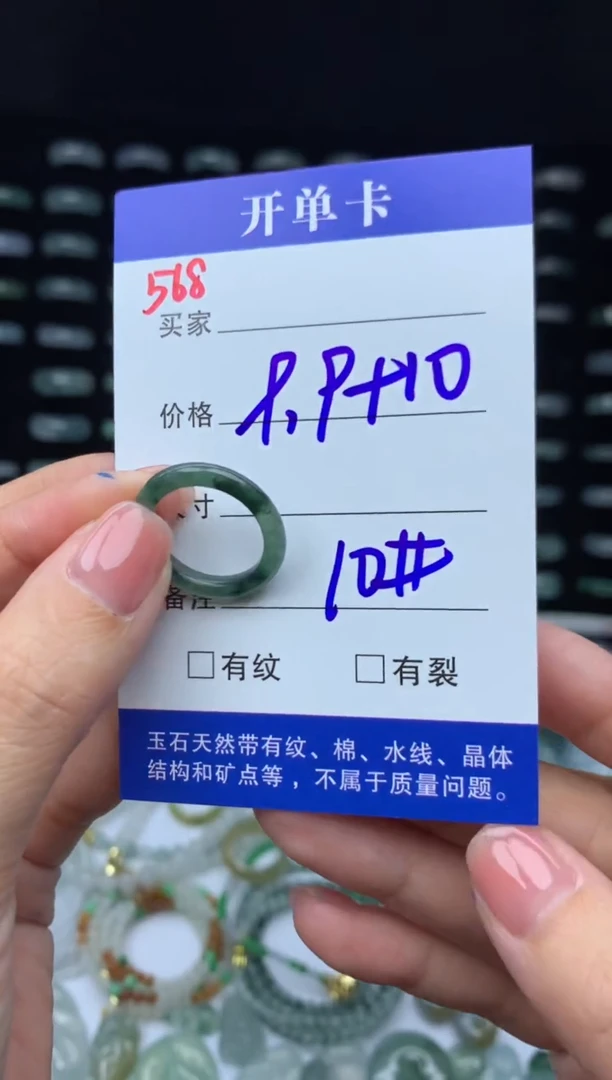 开单卡
568
买家
价格 P.P+10
寸
10#
备注
□有纹 □有裂
玉石天然带有纹、棉、水线、晶体
结构和矿点等，不属于质量问题。